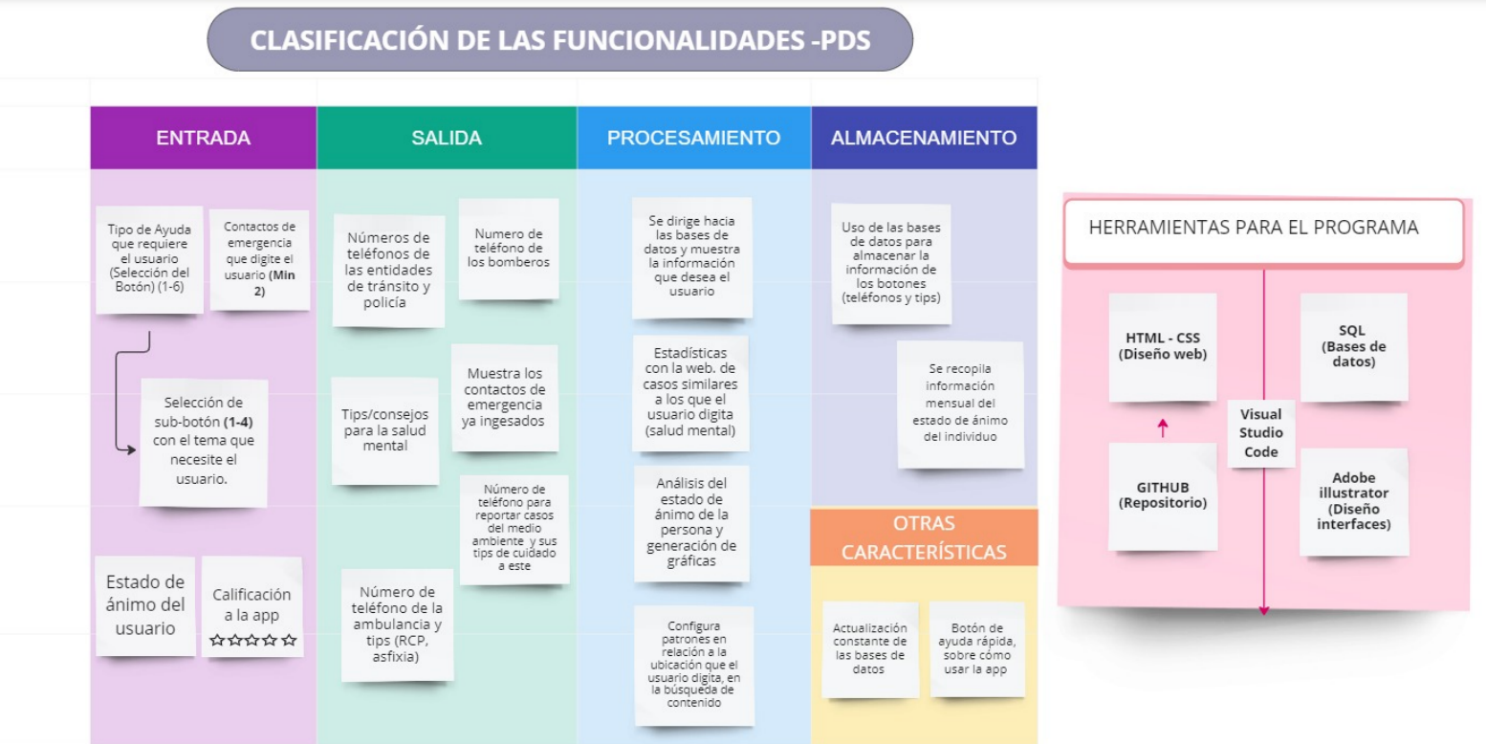 CLASIFICACIÓN DE LAS FUNCIONALIDADES -PDS
ENTRADA
Tipo de Ayuda
que requiere
el usuario
(Selección del
Botón) (1-6)
Contactos de
emergencia
que digite el
usuario (Min
2)
Selección de
sub-botón (1-4)
con el tema que
necesite el
usuario.
Estado de
ánimo del
usuario
Calificación
a la app
SALIDA
Números de
teléfonos de
las entidades
de tránsito y
policía
Numero de
teléfono de
los bomberos
Tips/consejos
para la salud
mental
Muestra los
contactos de
emergencia
ya ingesados
Número de
teléfono para
reportar casos
del medio
ambiente y sus
tips de cuidado
a este
Número de
teléfono de la
ambulancia y
tips (RCP,
asfixia)
PROCESAMIENTO
Se dirige hacia
las bases de
datos y muestra
la información
que desea el
usuario
Estadísticas
con la web. de
casos similares
a los que el
usuario digita
(salud mental)
Análisis del
estado de
ánimo de la
persona y
generación de
gráficas
Configura
patrones en
relación a la
ubicación que el
usuario digita, en
la búsqueda de
contenido
ALMACENAMIENTO
Uso de las bases
de datos para
almacenar la
información de
los botones
(teléfonos y tips)
Se recopila
información
mensual del
estado de ánimo
del individuo
OTRAS
CARACTERÍSTICAS
Actualización
constante de
las bases de
datos
Botón de
ayuda rápida,
sobre cómo
usar la app
HERRAMIENTAS PARA EL PROGRAMA
HTML - CSS
(Diseño web)
SQL
(Bases de
datos)
Visual
Studio
Code
GITHUB
(Repositorio)
Adobe
illustrator
(Diseño
interfaces)